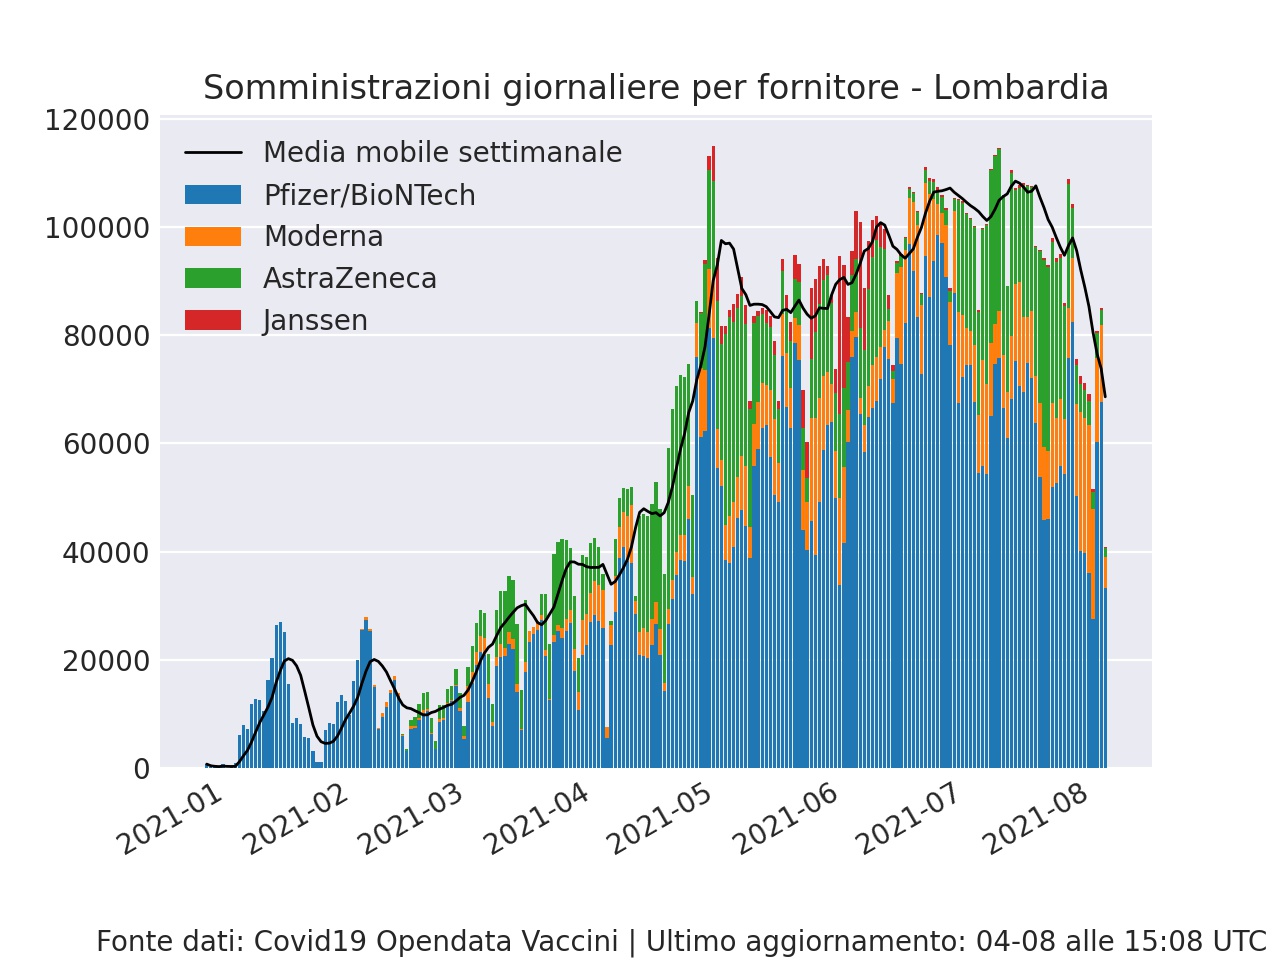 Somministrazioni giornaliere per fornitore - Lombardia
120000
100000
80000
60000
40000
20000
0
Media mobile settimanale
Pfizer/BioNTech
Moderna
AstraZeneca
Janssen
2021-01
2021-02
2021-03
2021-04
2021-05
2021-06
2021-07
2021-08
Fonte dati: Covid19 Opendata Vaccini | Ultimo aggiornamento: 04-08 alle 15:08 UTC